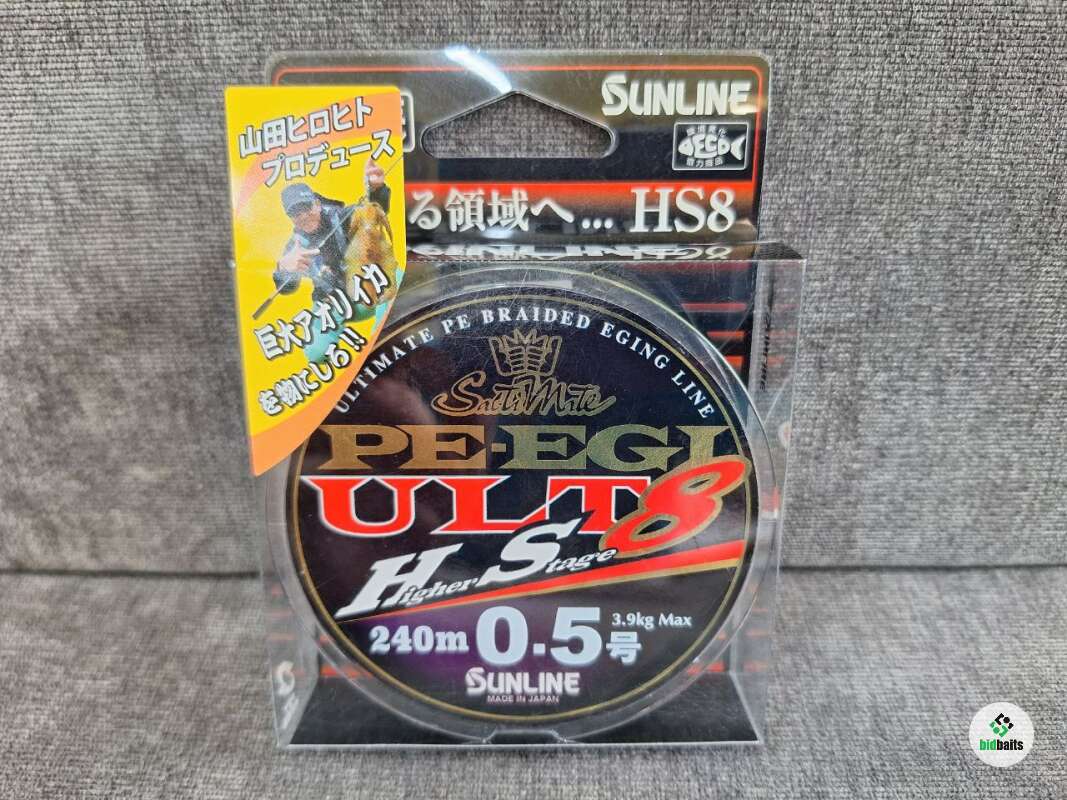 SUNLINE
山田ヒロヒト
プロデュース
ECO
る領域へ... HS8
巨大アオリイカ
を物にしろ!!
ULTIMATE PE BRAIDED EGING LINE
SaltiMate
PE-EGI
ULT8
Higher Stage
240m 0.5号 3.9kg Max
SUNLINE
MADE IN JAPAN
bidbaits